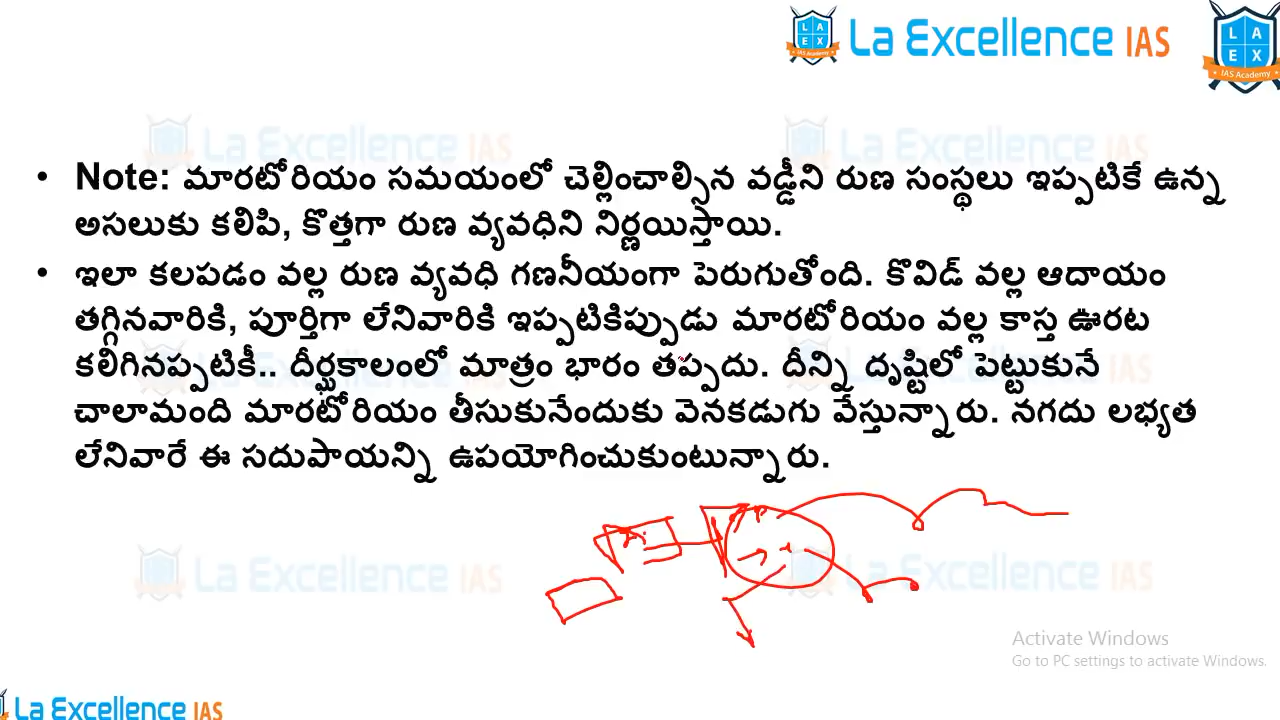 La Excellence IAS
L A
E X
IAS Academy
Note: మారటోరియం సమయంలో చెల్లించాల్సిన వడ్డీని రుణ సంస్థలు ఇప్పటికే ఉన్న
అసలుకు కలిపి, కొత్తగా రుణ వ్యవధిని నిర్ణయిస్తాయి.
ఇలా కలపడం వల్ల రుణ వ్యవధి గణనీయంగా పెరుగుతోంది. కొవిడ్ వల్ల ఆదాయం
తగ్గినవారికి, పూర్తిగా లేనివారికి ఇప్పటికిప్పుడు మారటోరియం వల్ల కాస్త ఊరట
కలిగినప్పటికీ.. దీర్ఘకాలంలో మాత్రం భారం తప్పదు. దీన్ని దృష్టిలో పెట్టుకునే
చాలామంది మారటోరియం తీసుకునేందుకు వెనకడుగు వేస్తున్నారు. నగదు లభ్యత
లేనివారే ఈ సదుపాయన్ని ఉపయోగించుకుంటున్నారు.
Activate Windows
Go to PC settings to activate Windows.
La Excellence IAS